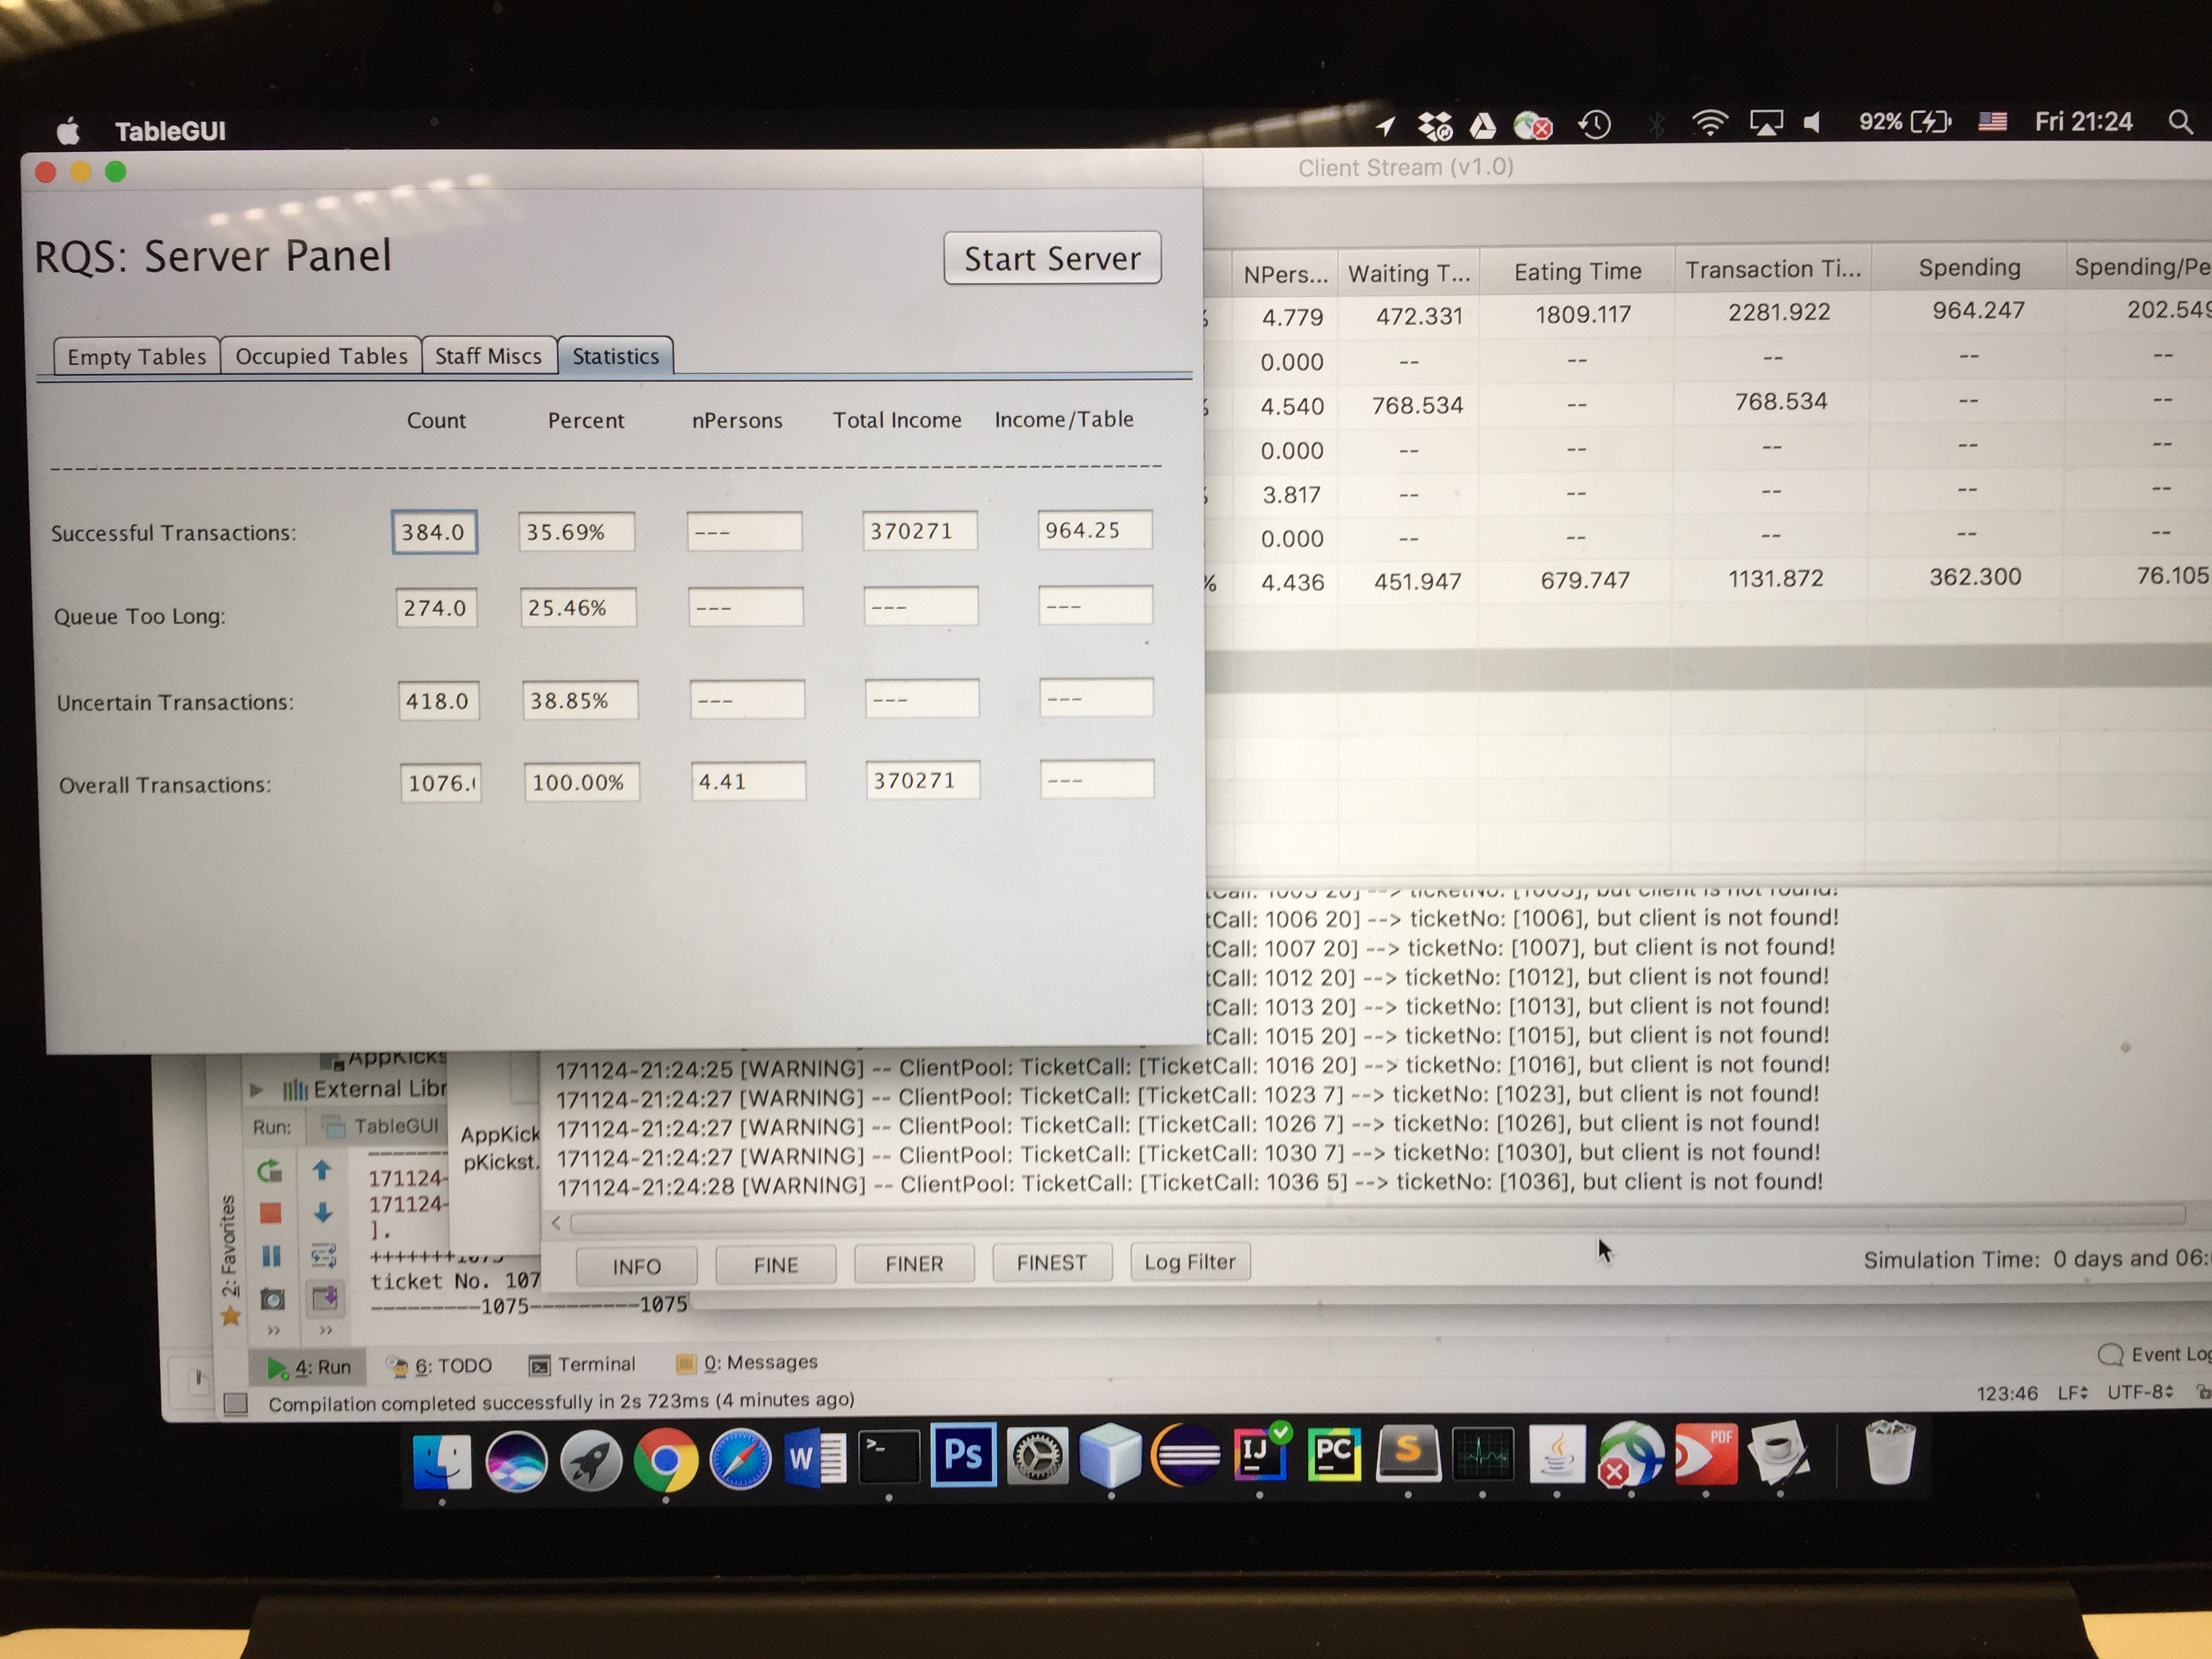 TableGUI
92%
Fri 21:24
Client Stream (v1.0)
RQS: Server Panel
Start Server
Empty Tables
Occupied Tables
Staff Miscs
Statistics
Count Percent nPersons Total Income Income/Table
--------------------------------------------------------------------------------
Successful Transactions: 384.0 35.69% --- 370271 964.25
Queue Too Long: 274.0 25.46% --- --- ---
Uncertain Transactions: 418.0 38.85% --- --- ---
Overall Transactions: 1076. 100.00% 4.41 370271 ---
NPers... Waiting T... Eating Time Transaction Ti... Spending Spending/Pe
4.779 472.331 1809.117 2281.922 964.247 202.549
0.000 -- -- -- -- --
4.540 768.534 -- 768.534 -- --
0.000 -- -- -- -- --
3.817 -- -- -- -- --
0.000 -- -- -- -- --
% 4.436 451.947 679.747 1131.872 362.300 76.105
tCall: 1006 20] --> ticketNo: [1006], but client is not found!
tCall: 1007 20] --> ticketNo: [1007], but client is not found!
tCall: 1012 20] --> ticketNo: [1012], but client is not found!
tCall: 1013 20] --> ticketNo: [1013], but client is not found!
tCall: 1015 20] --> ticketNo: [1015], but client is not found!
171124-21:24:25 [WARNING] -- ClientPool: TicketCall: [TicketCall: 1016 20] --> ticketNo: [1016], but client is not found!
171124-21:24:27 [WARNING] -- ClientPool: TicketCall: [TicketCall: 1023 7] --> ticketNo: [1023], but client is not found!
171124-21:24:27 [WARNING] -- ClientPool: TicketCall: [TicketCall: 1026 7] --> ticketNo: [1026], but client is not found!
171124-21:24:27 [WARNING] -- ClientPool: TicketCall: [TicketCall: 1030 7] --> ticketNo: [1030], but client is not found!
171124-21:24:28 [WARNING] -- ClientPool: TicketCall: [TicketCall: 1036 5] --> ticketNo: [1036], but client is not found!
INFO
FINE
FINER
FINEST
Log Filter
Simulation Time: 0 days and 06:
AppKicks
External Libr
Run: TableGUI
AppKick
pKickst.
171124-
171124-
].
ticket No. 107
---------1075---------1075
2: Favorites
4: Run
6: TODO
Terminal
0: Messages
Event Log
Compilation completed successfully in 2s 723ms (4 minutes ago)
123:46 LF UTF-8
W
Ps
IJ
PC
S
PDF